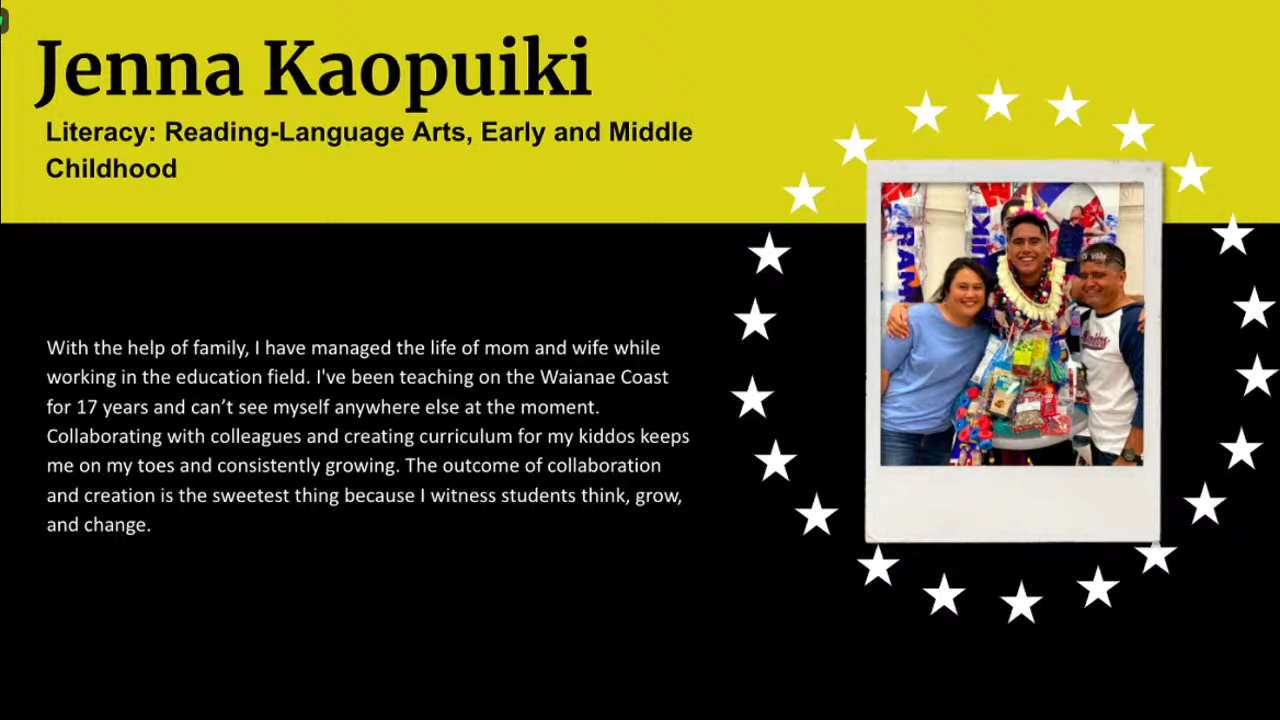 Jenna Kaopuiki
Literacy: Reading-Language Arts, Early and Middle
Childhood
With the help of family, I have managed the life of mom and wife while
working in the education field. I've been teaching on the Waianae Coast
for 17 years and can’t see myself anywhere else at the moment.
Collaborating with colleagues and creating curriculum for my kiddos keeps
me on my toes and consistently growing. The outcome of collaboration
and creation is the sweetest thing because I witness students think, grow,
and change.